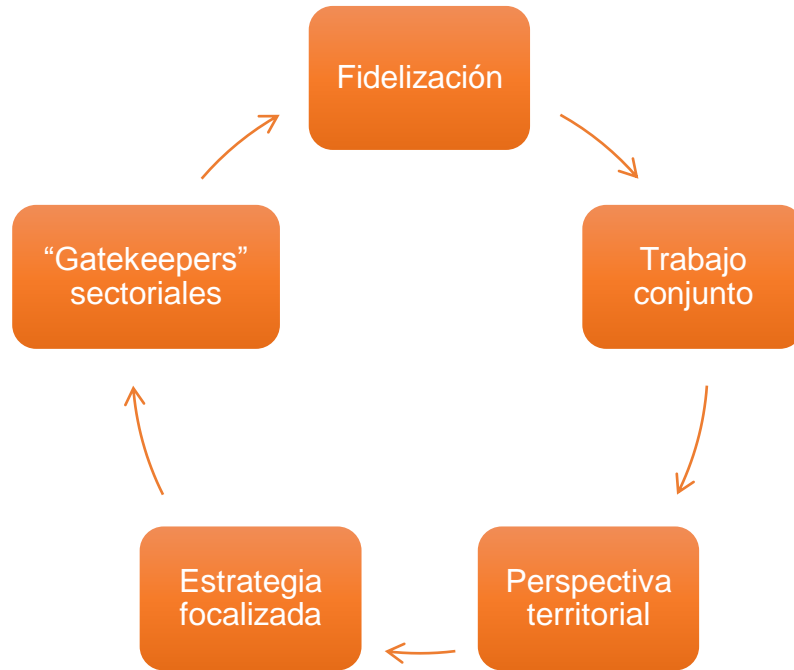 Fidelización
Trabajo
conjunto
Perspectiva
territorial
Estrategia
focalizada
“Gatekeepers”
sectoriales